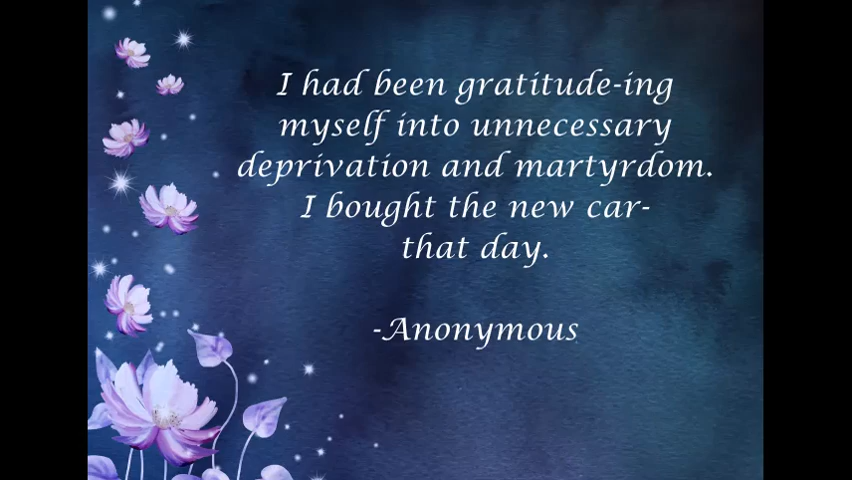 I had been gratitude-ing
myself into unnecessary
deprivation and martyrdom.
I bought the new car-
that day.
-Anonymous